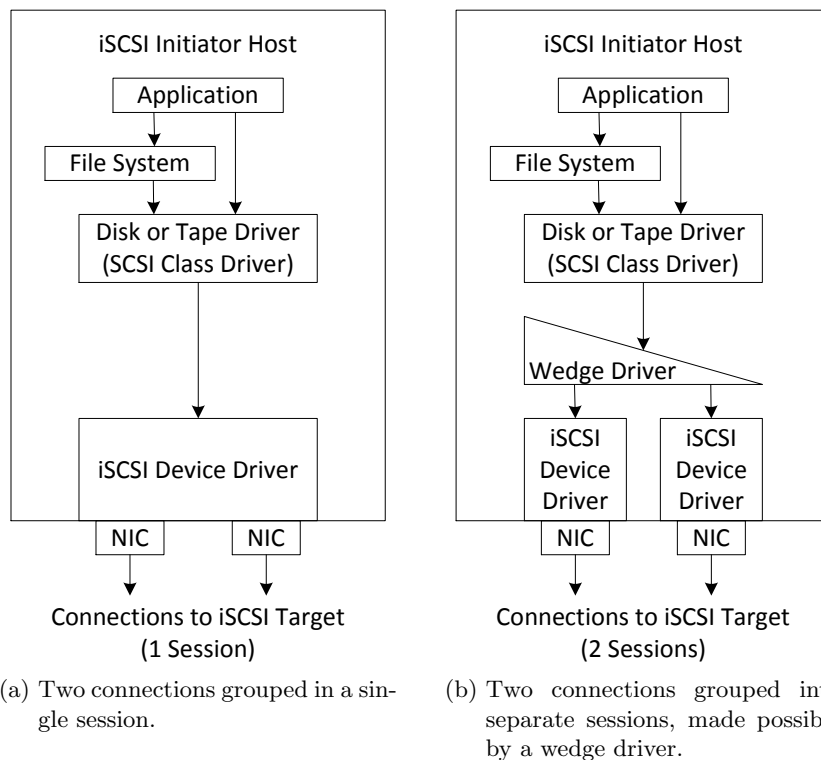 iSCSI Initiator Host
Application
File System
Disk or Tape Driver
(SCSI Class Driver)
iSCSI Device Driver
NIC
NIC
Connections to iSCSI Target
(1 Session)
(a) Two connections grouped in a sin-
gle session.
iSCSI Initiator Host
Application
File System
Disk or Tape Driver
(SCSI Class Driver)
Wedge Driver
iSCSI
Device
Driver
iSCSI
Device
Driver
NIC
NIC
Connections to iSCSI Target
(2 Sessions)
(b) Two connections grouped
separate sessions, made
by a wedge driver.